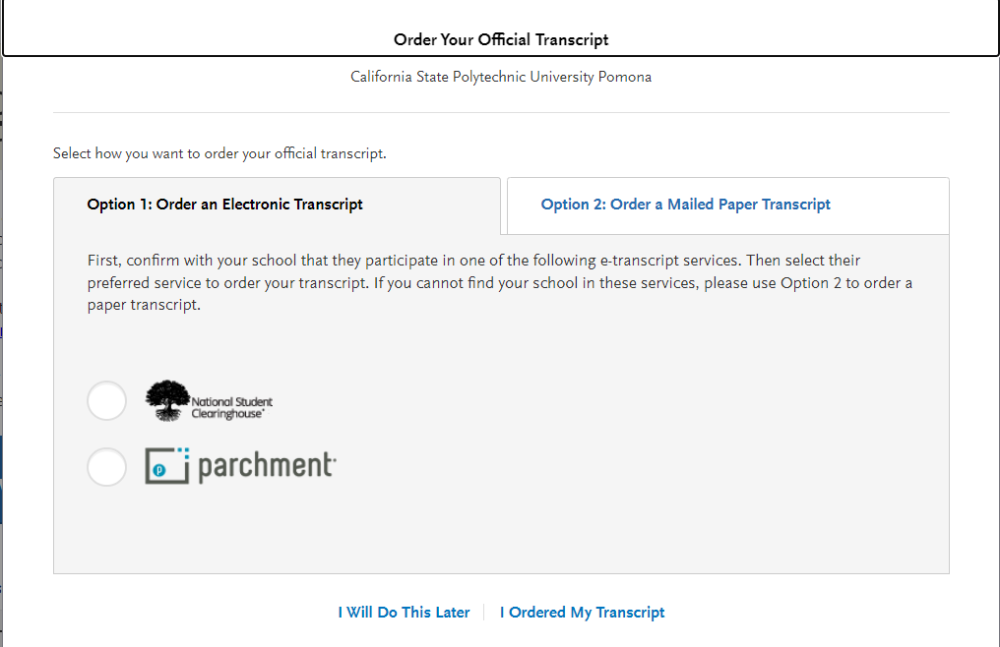 Order Your Official Transcript
California State Polytechnic University Pomona
Select how you want to order your official transcript.
Option 1: Order an Electronic Transcript
Option 2: Order a Mailed Paper Transcript
First, confirm with your school that they participate in one of the following e-transcript services. Then select their
preferred service to order your transcript. If you cannot find your school in these services, please use Option 2 to order a
paper transcript.
National Student
Clearinghouse®
parchment
I Will Do This Later
I Ordered My Transcript